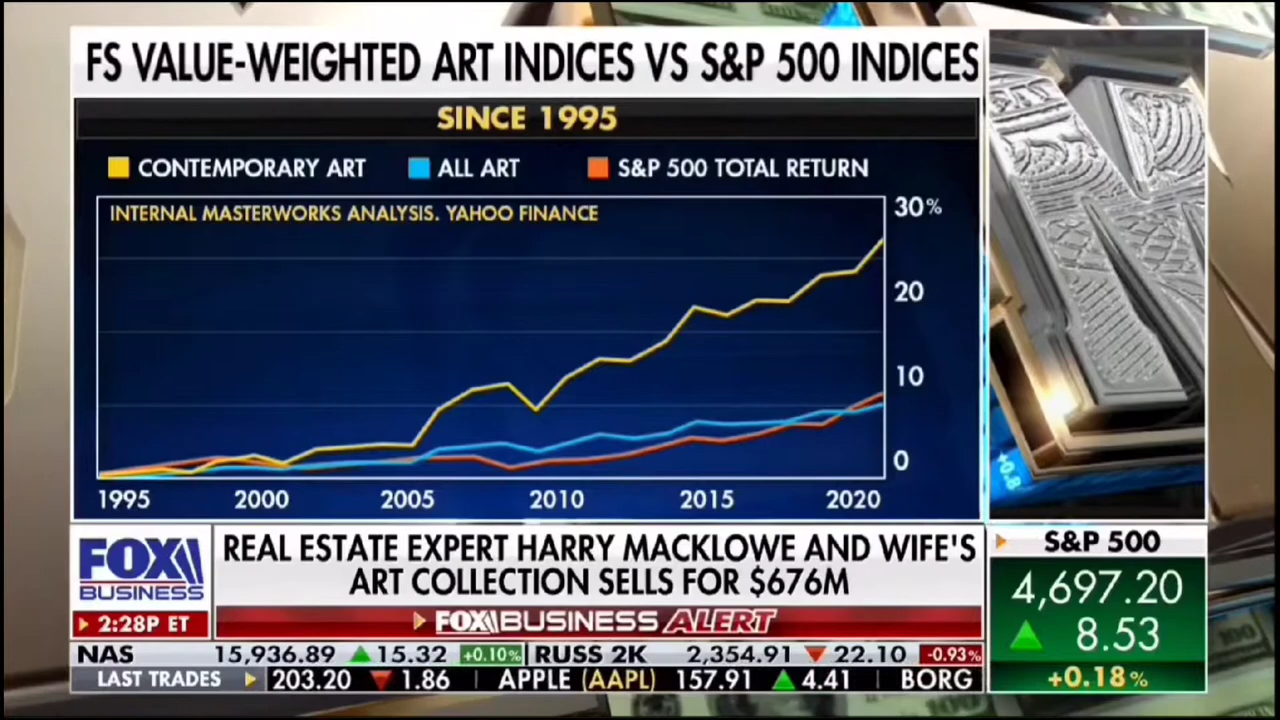 FS VALUE-WEIGHTED ART INDICES VS S&P 500 INDICES
SINCE 1995
CONTEMPORARY ART ALL ART S&P 500 TOTAL RETURN
INTERNAL MASTERWORKS ANALYSIS. YAHOO FINANCE
30%
20
10
0
1995 2000 2005 2010 2015 2020
+0.8
FOX BUSINESS
2:28P ET
REAL ESTATE EXPERT HARRY MACKLOWE AND WIFE'S
ART COLLECTION SELLS FOR $676M
FOX BUSINESS ALERT
S&P 500
4,697.20
8.53
+0.18%
NAS 15,936.89 15.32 +0.10% RUSS 2K 2,354.91 22.10 -0.93%
LAST TRADES 203.20 1.86 APPLE (AAPL) 157.91 4.41 BORG
100